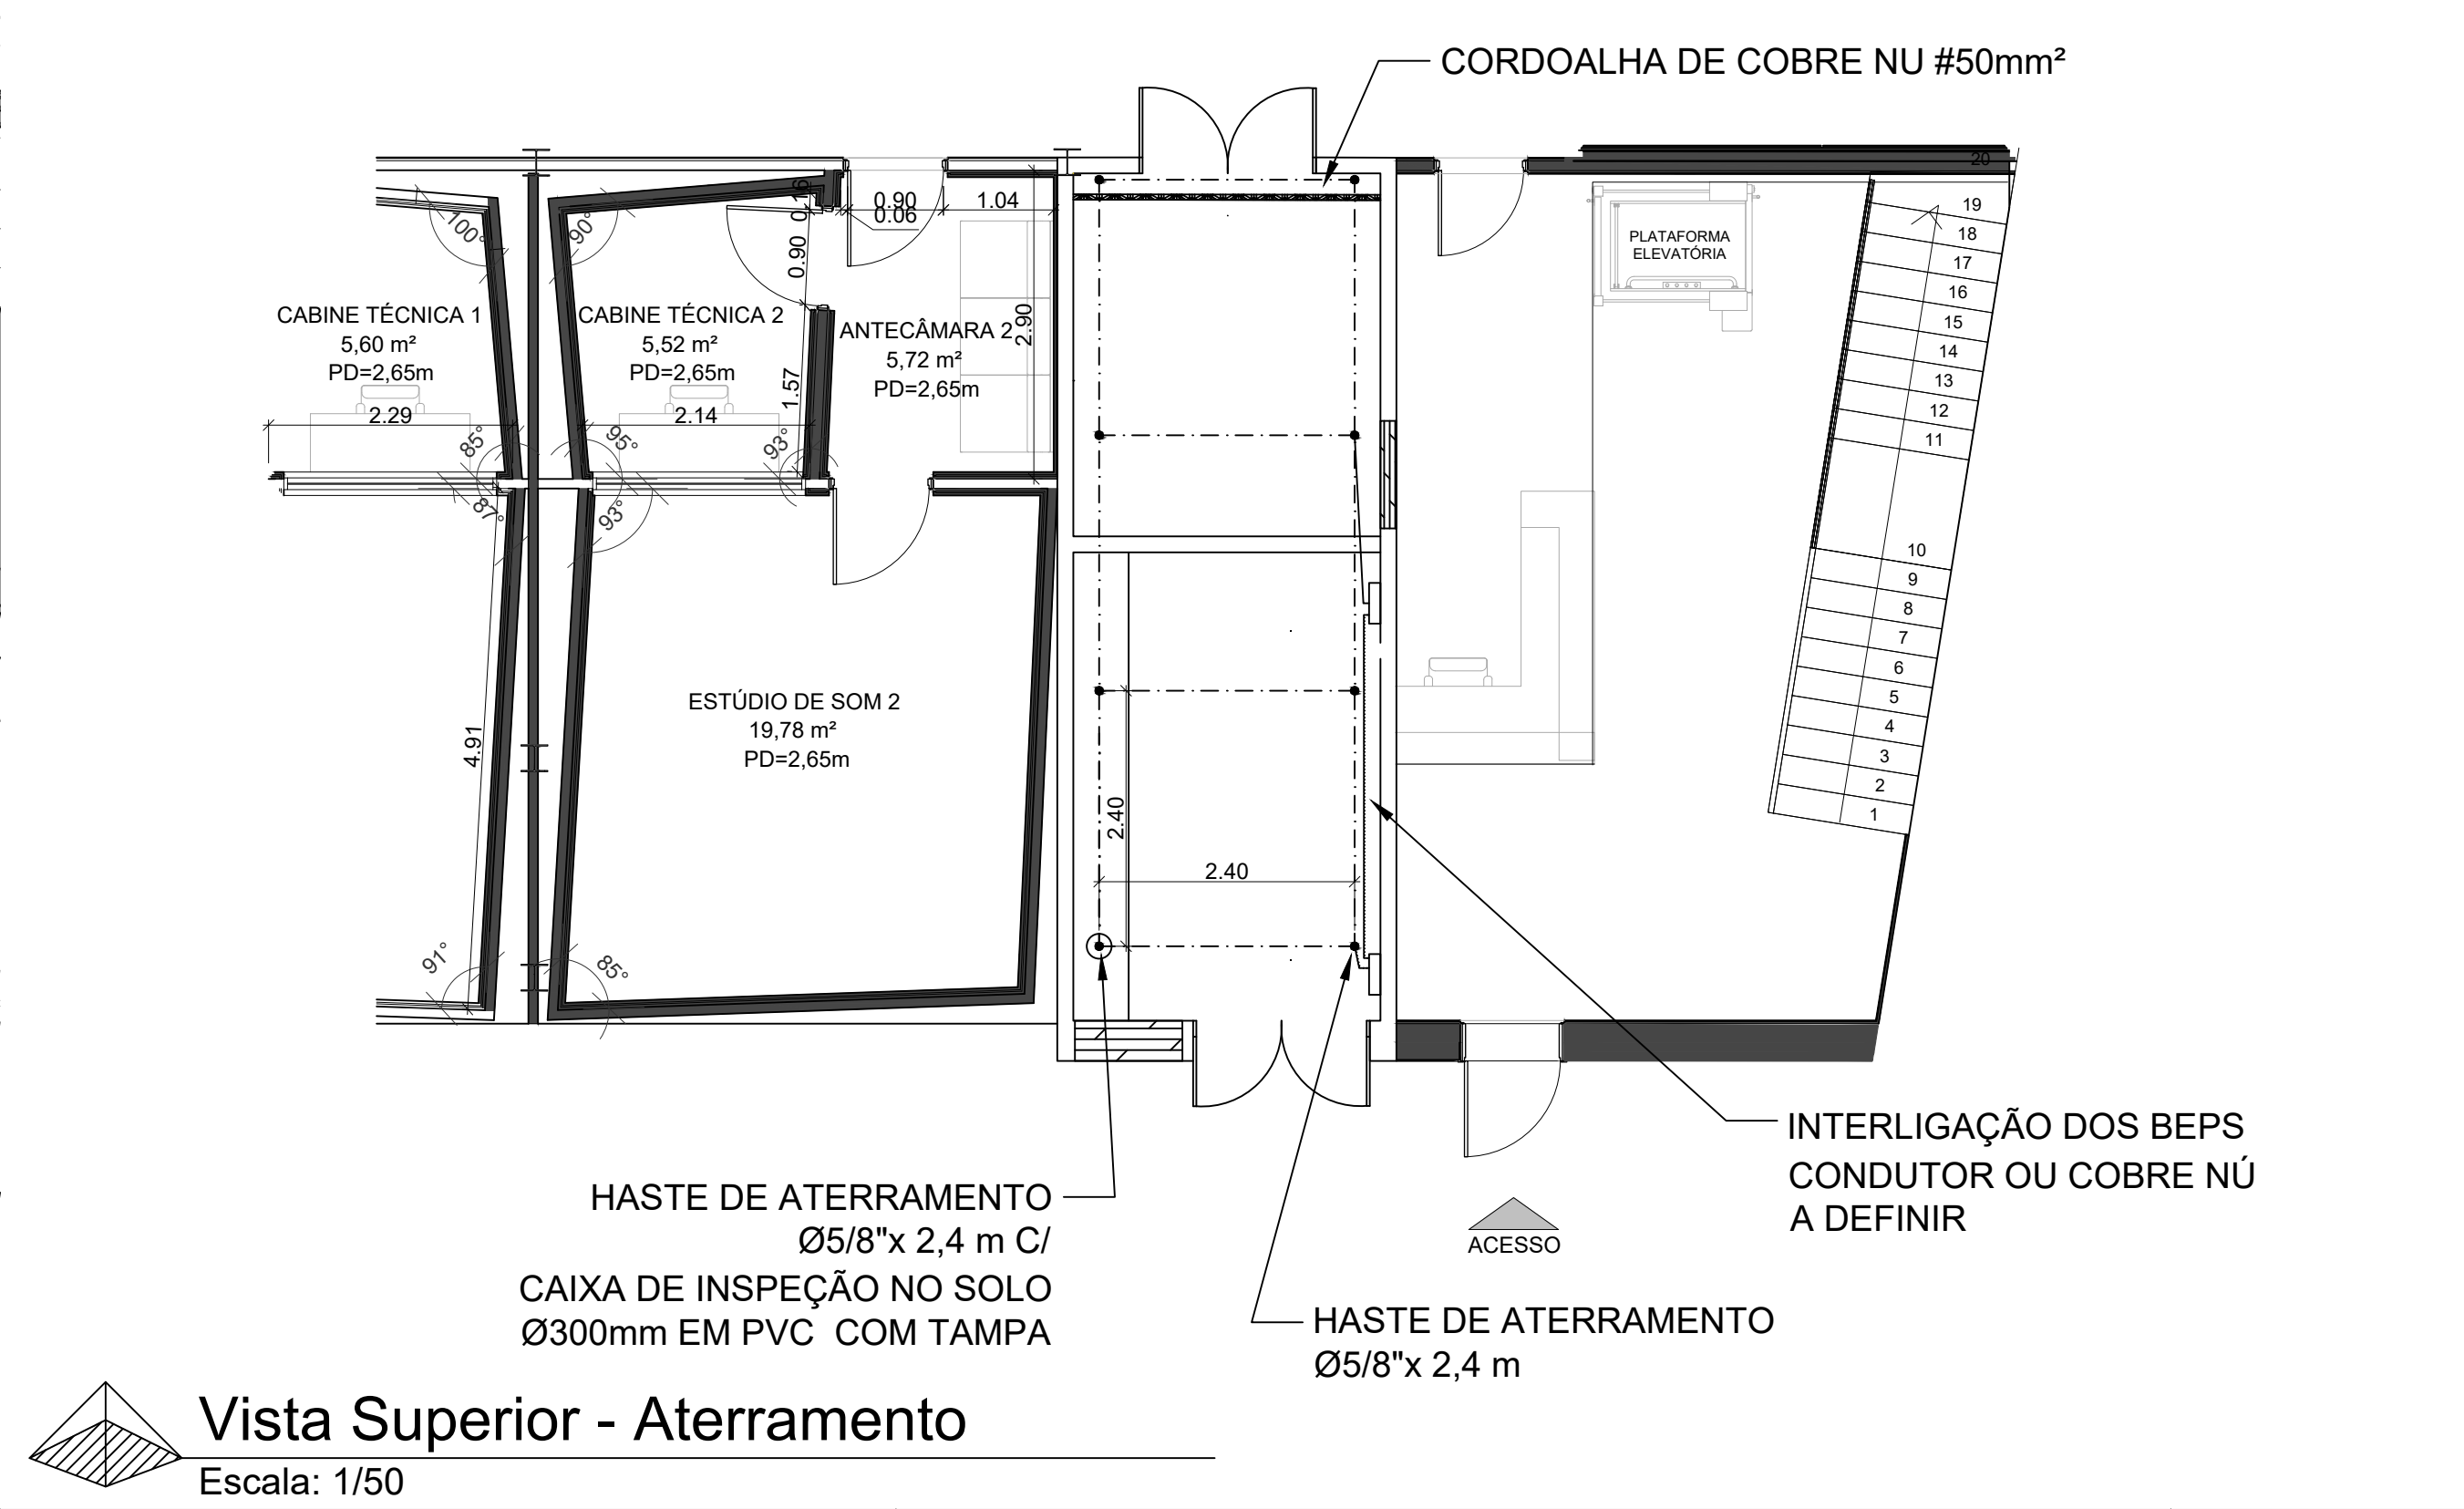 CORDOALHA DE COBRE NU #50mm²
20
19
18
17
16
15
14
13
12
11
10
9
8
7
6
5
4
3
2
1
PLATAFORMA
ELEVATÓRIA
0.16
0.90
0.06
1.04
100°
90°
0.90
2.90
CABINE TÉCNICA 1
5,60 m²
PD=2,65m
CABINE TÉCNICA 2
5,52 m²
PD=2,65m
ANTECÂMARA 2
5,72 m²
PD=2,65m
1.57
2.29
2.14
85°
95°
93°
87°
93°
ESTÚDIO DE SOM 2
19,78 m²
PD=2,65m
4.91
2.40
2.40
91°
85°
INTERLIGAÇÃO DOS BEPS
CONDUTOR OU COBRE NÚ
A DEFINIR
HASTE DE ATERRAMENTO
Ø5/8"x 2,4 m C/
CAIXA DE INSPEÇÃO NO SOLO
Ø300mm EM PVC COM TAMPA
ACESSO
HASTE DE ATERRAMENTO
Ø5/8"x 2,4 m
Vista Superior - Aterramento
Escala: 1/50